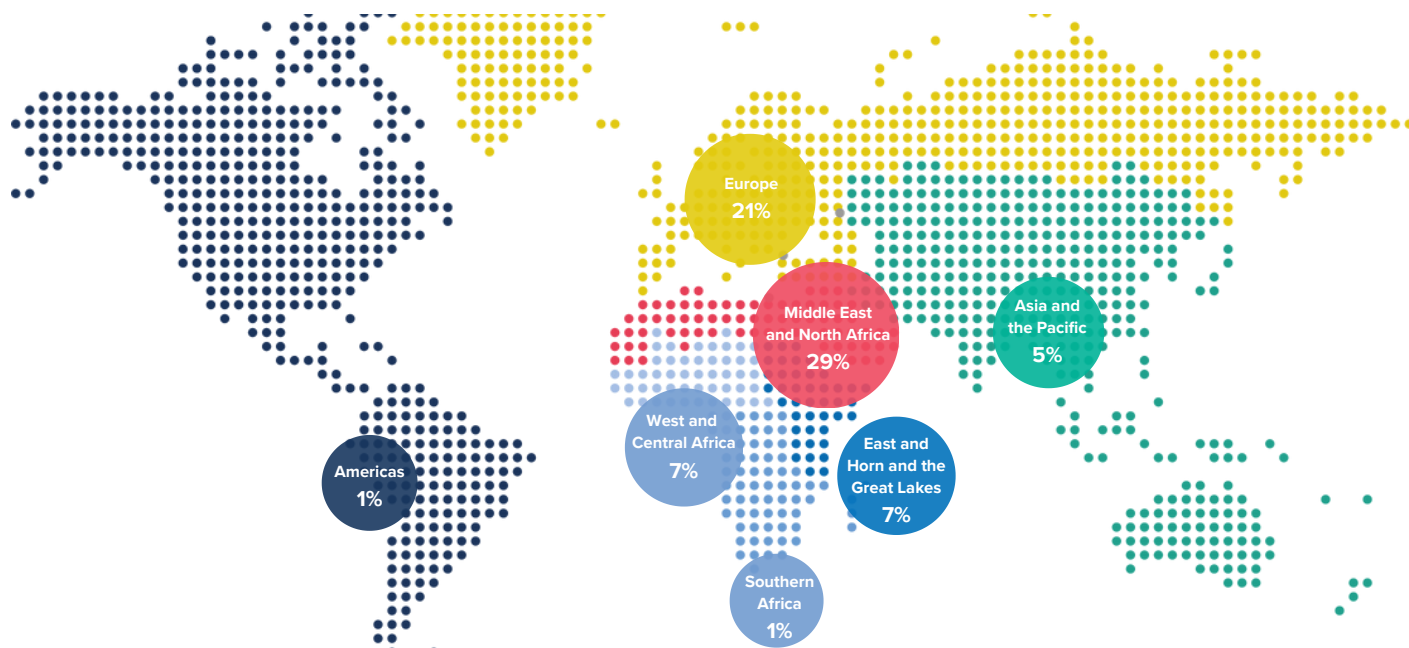 Europe
21%
Middle East
and North Africa
29%
Asia and
the Pacific
5%
West and
Central Africa
7%
East and
Horn and the
Great Lakes
7%
Americas
1%
Southern
Africa
1%